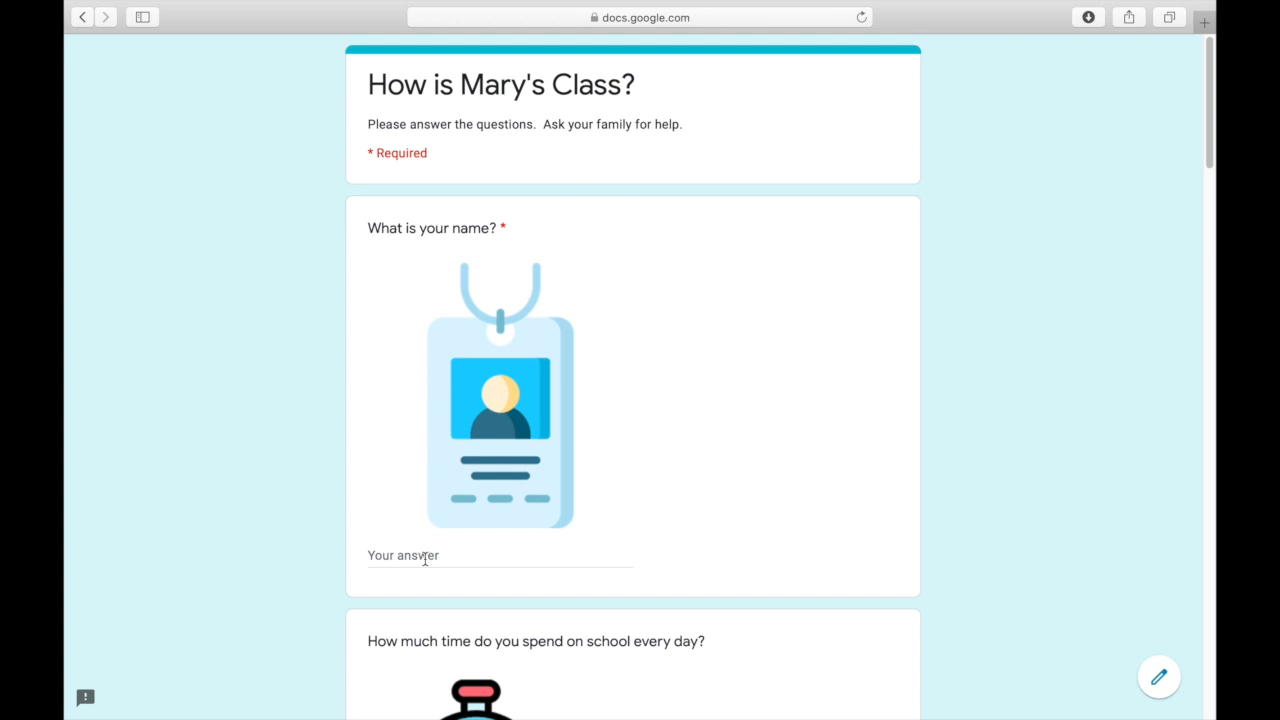 docs.google.com
How is Mary's Class?
Please answer the questions.  Ask your family for help.
* Required
What is your name? *
Your answer
How much time do you spend on school every day?